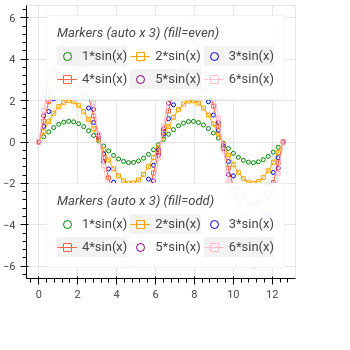 6
Markers (auto x 3) (fill=even)
1*sin(x) 2*sin(x) 3*sin(x)
4*sin(x) 5*sin(x) 6*sin(x)
4
2
0
−2
Markers (auto x 3) (fill=odd)
1*sin(x) 2*sin(x) 3*sin(x)
4*sin(x) 5*sin(x) 6*sin(x)
−4
−6
0 2 4 6 8 10 12